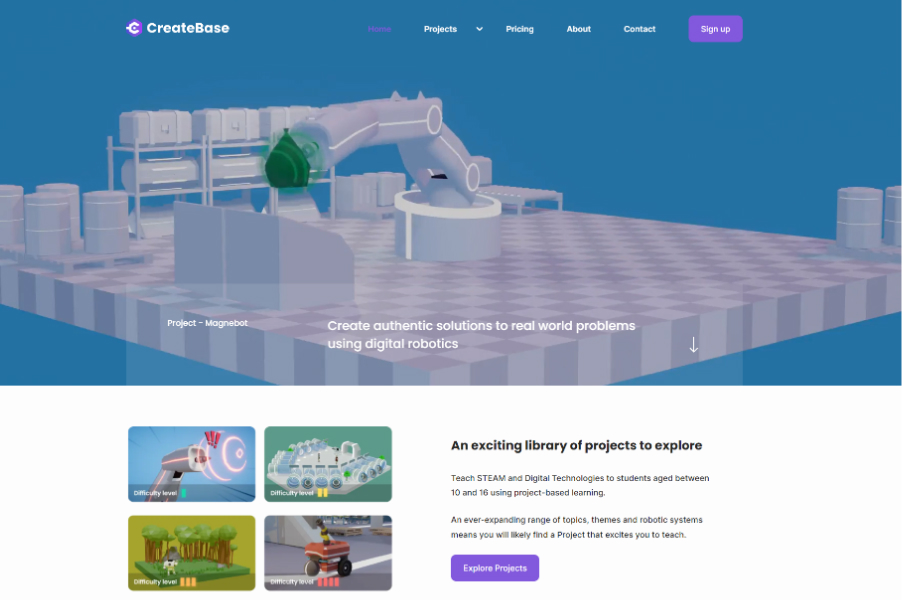 CreateBase
Home
Projects
Pricing
About
Contact
Sign up
Project – Magnebot
Create authentic solutions to real world problems
using digital robotics
Difficulty level
Difficulty level
Difficulty level
Difficulty level
An exciting library of projects to explore
Teach STEAM and Digital Technologies to students aged between
10 and 16 using project-based learning.
An ever-expanding range of topics, themes and robotic systems
means you will likely find a Project that excites you to teach.
Explore Projects